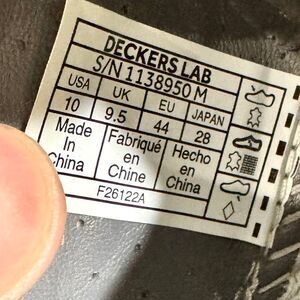 DECKERS LAB
S/N 1138950 M
USA UK EU JAPAN
10 9.5 44 28
Made In China
Fabriqué en Chine
Hecho en China
F26122A